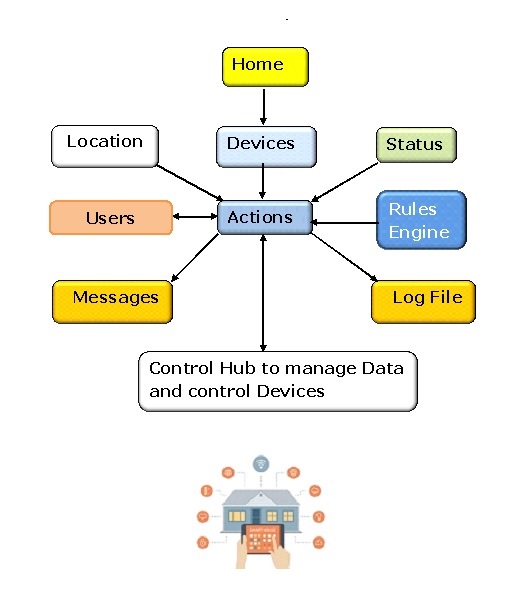 Home
Location
Devices
Status
Users
Actions
Rules
Engine
Messages
Log File
Control Hub to manage Data
and control Devices